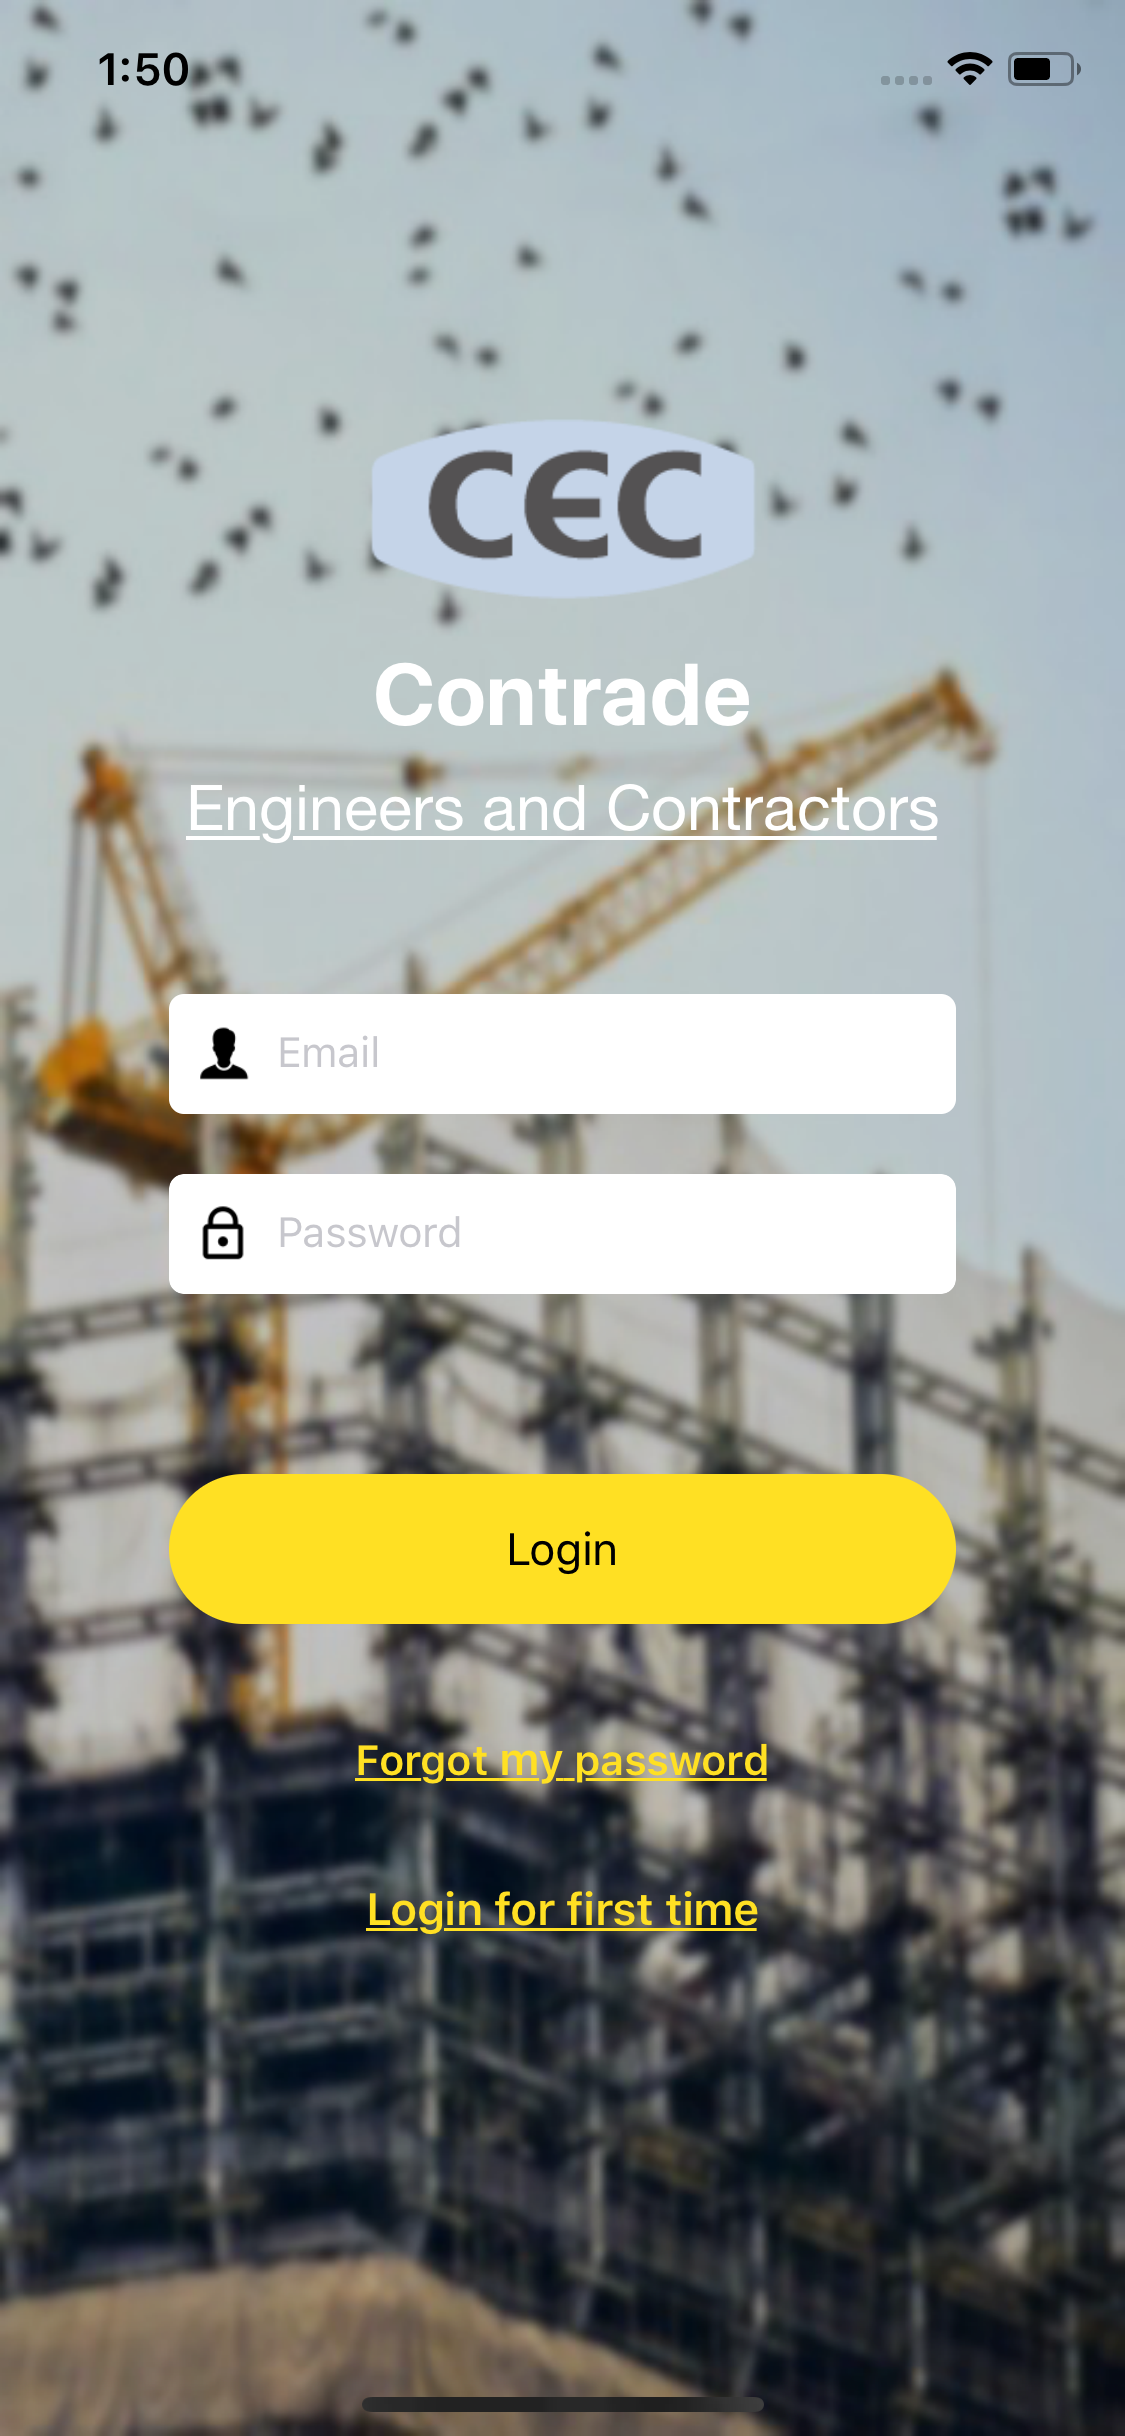 1:50
CEC
Contrade
Engineers and Contractors
Email
Password
Login
Forgot my password
Login for first time